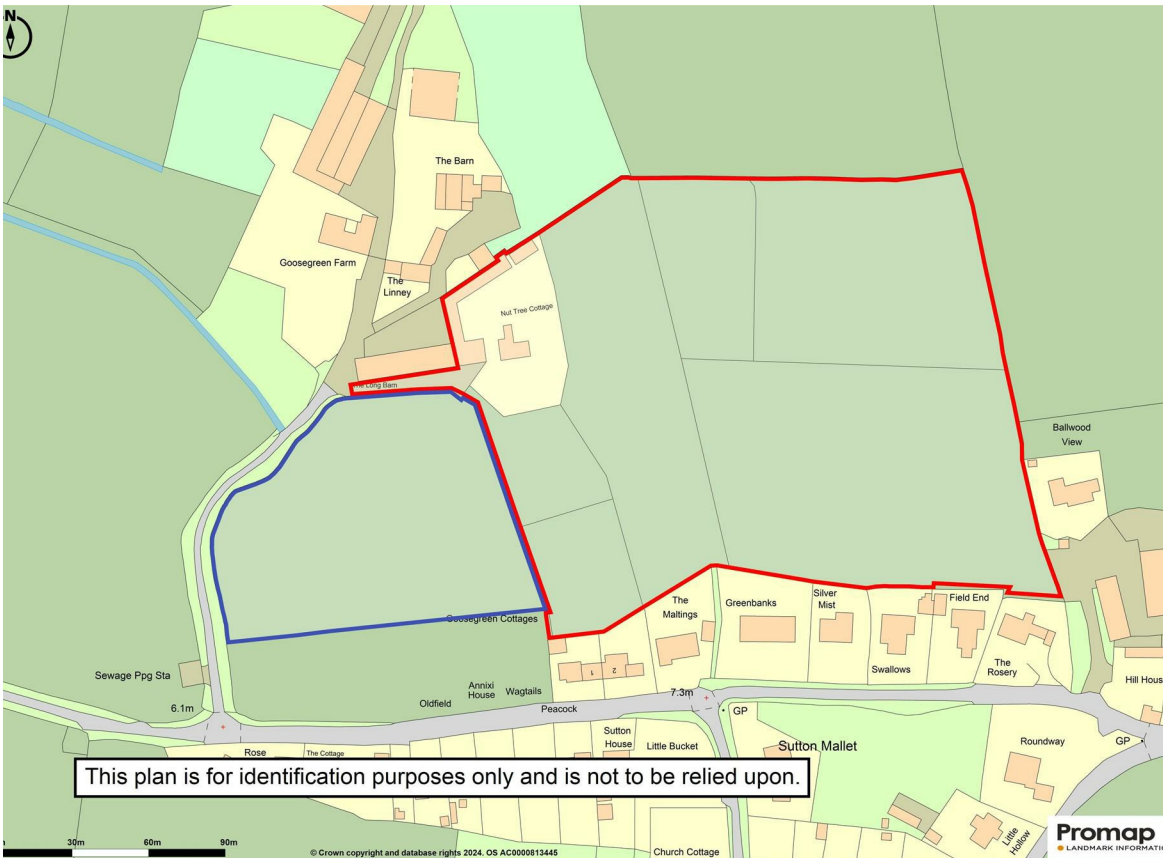 N
The Barn
Goosegreen Farm
The
Linney
Nut Tree Cottage
The Long Barn
Ballwood
View
Goosegreen Cottages
The
Maltings
Greenbanks
Silver
Mist
Field End
Swallows
The
Rosery
1
2
Sewage Ppg Sta
6.1m
Oldfield
Annixi
House
Wagtails
Peacock
7.3m
GP
Hill Hous
Rose
The Cottage
Sutton
House
Little Bucket
Sutton Mallet
Roundway
GP
This plan is for identification purposes only and is not to be relied upon.
Little
Hollow
Church Cottage
30m
60m
90m
© Crown copyright and database rights 2024. OS AC0000813445
Promap
LANDMARK INFORMATI